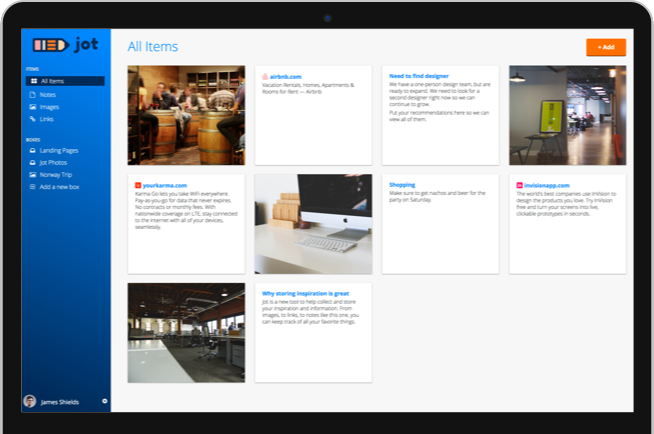 jot
All Items
+ Add
ITEMS
All Items
Notes
Images
Links
BOXES
Landing Pages
Jot Photos
Norway Trip
Add a new box
James Shields
airbnb.com
Vacation Rentals, Homes, Apartments &
Rooms for Rent — Airbnb
Need to find designer
We have a one-person design team, but are
ready to expand. We need to look for a
second designer right now so we can
continue to grow.
Put your recommendations here so we can
view all of them.
yourkarma.com
Karma Go lets you take WiFi everywhere.
Pay-as-you-go for data that never expires.
No contracts or monthly fees. With
nationwide coverage on LTE, stay connected
to the internet with all of your devices,
seamlessly.
Shopping
Make sure to get nachos and beer for the
party on Saturday.
invisionapp.com
The world's best companies use InVision to
design the products you love. Try InVision
free and turn your screens into live,
clickable prototypes in seconds.
Why storing inspiration is great
Jot is a new tool to help collect and store
your inspiration and information. From
images, to links, to notes like this one, you
can keep track of all your favorite things.